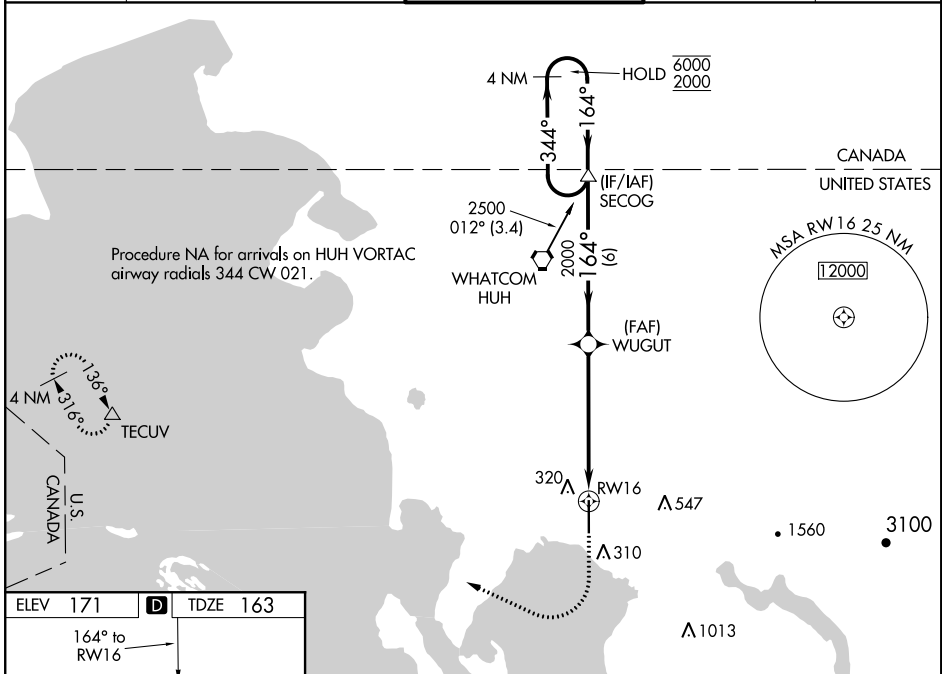 4 NM
HOLD
6000
2000
344°
164°
CANADA
UNITED STATES
(IF/IAF)
SECOG
2500
012° (3.4)
2000
164°
(6)
WHATCOM
HUH
Procedure NA for arrivals on HUH VORTAC
airway radials 344 CW 021.
MSA RW 16 25 NM
12000
(FAF)
WUGUT
4 NM
136°
316°
TECUV
U.S.
CANADA
320
RW16
547
310
1560
3100
1013
ELEV 171
D
TDZE 163
164° to
RW16